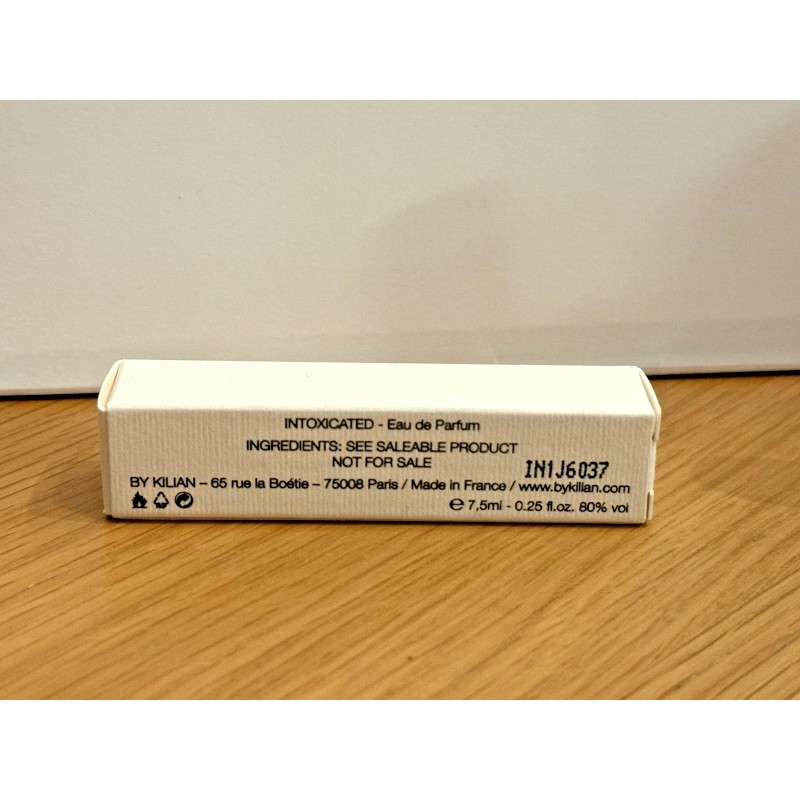 INTOXICATED - Eau de Parfum
INGREDIENTS: SEE SALEABLE PRODUCT
NOT FOR SALE
IN1J6037
BY KILIAN – 65 rue la Boétie – 75008 Paris / Made in France / www.bykilian.com
℮ 7,5ml - 0.25 fl.oz. 80% vol